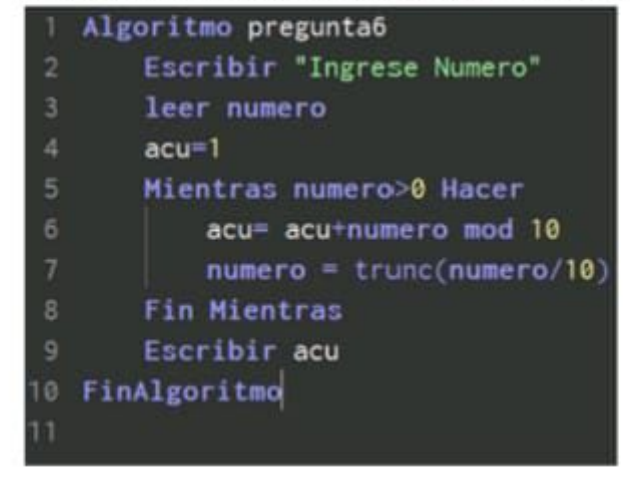 1 Algoritmo pregunta6
2 Escribir "Ingrese Numero"
3 leer numero
4 acu=1
5 Mientras numero>0 Hacer
6 acu= acu+numero mod 10
7 numero = trunc(numero/10)
8 Fin Mientras
9 Escribir acu
10 FinAlgoritmo
11